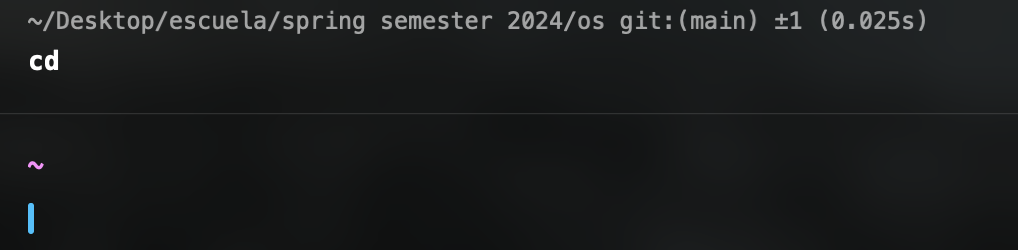 ~/Desktop/escuela/spring semester 2024/os git:(main) ±1 (0.025s)
cd
~